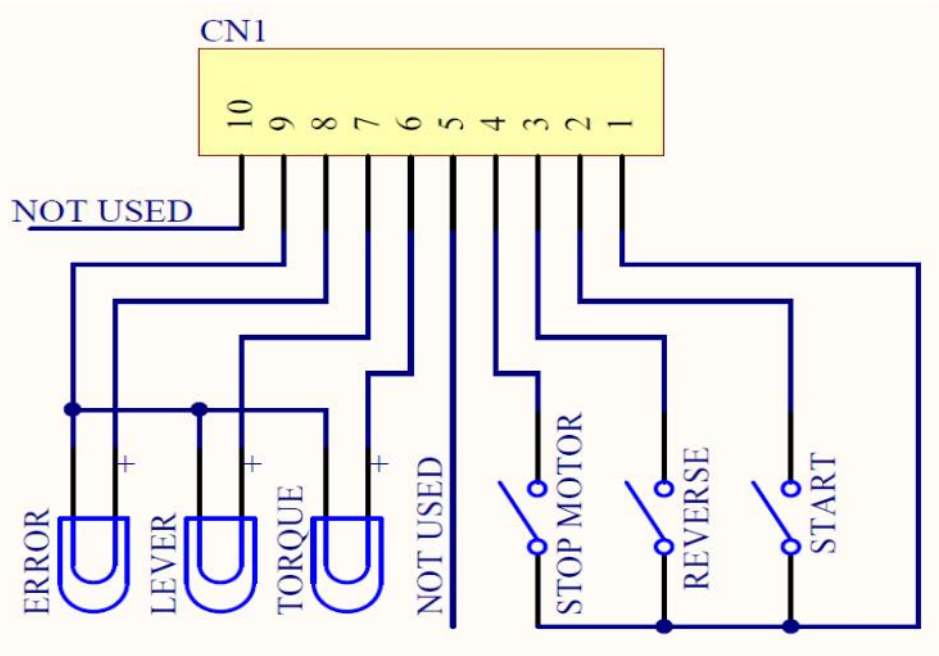 CN1
10 9 8 7 6 5 4 3 2 1
NOT USED
+ + +
ERROR
LEVER
TORQUE
NOT USED
STOP MOTOR
REVERSE
START